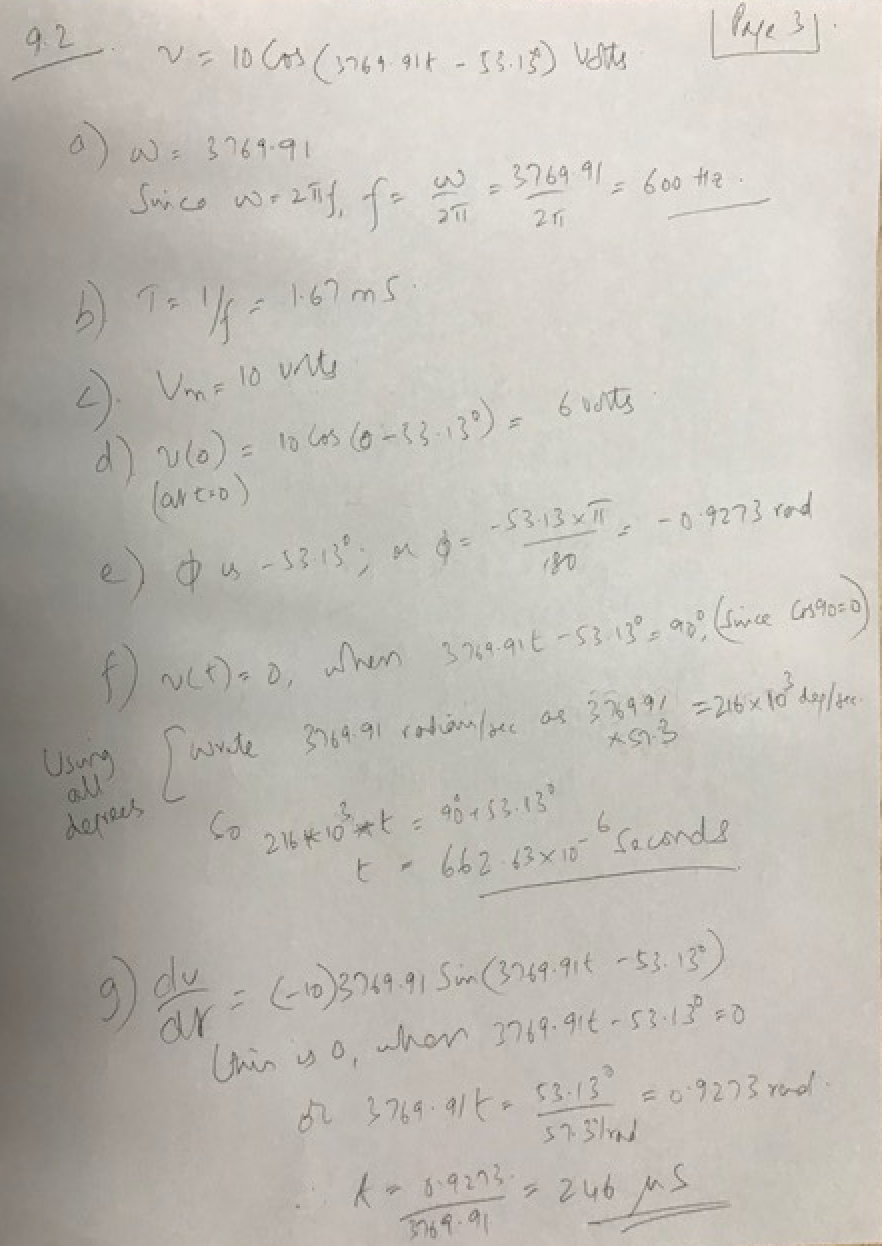 9.2
Page 3
v = 10 Cos (3769.91t - 53.13°) Volts
a) ω = 3769.91
Since ω = 2πf, f = ω/2π = 3769.91/2π = 600 Hz.
b) T = 1/f = 1.67 mS.
c). Vm = 10 volts
d) v(0) = 10 Cos (0 - 53.13°) = 6 volts
(at t=0)
e) ϕ is -53.13°; or ϕ = -53.13 × π/180 = -0.9273 rad
f) v(t) = 0, when 3769.91t - 53.13° = 90°, (since Cos90=0)
Using all degrees [ Write 3769.91 radian/sec as 3769.91 * 57.3 = 216 × 10³ deg/sec.
So 216 * 10³ * t = 90° + 53.13°
t = 662.63 × 10⁻⁶ Seconds
g) dv/dt = (-10)3769.91 Sin(3769.91t - 53.13°)
this is 0, when 3769.91t - 53.13° = 0
or 3769.91t = 53.13°/57.3°/rad = 0.9273 rad.
∴ t = 0.9273/3769.91 = 246 μS